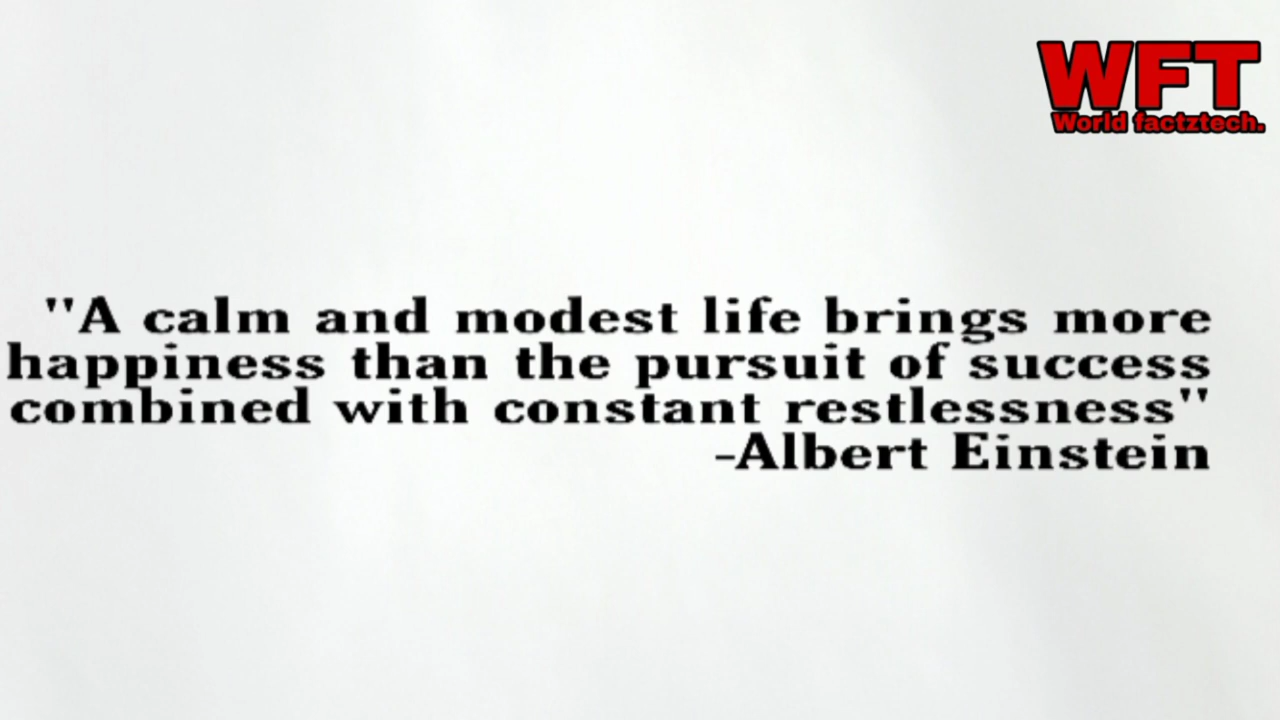 WFT
World factztech.
"A calm and modest life brings more
happiness than the pursuit of success
combined with constant restlessness"
-Albert Einstein